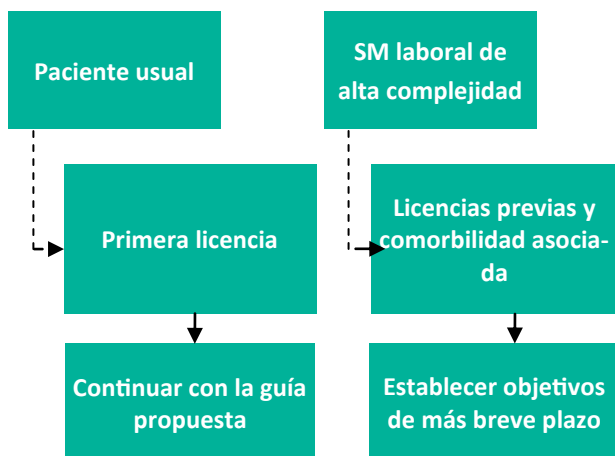 Paciente usual
SM laboral de
alta complejidad
Primera licencia
Licencias previas y
comorbilidad asocia-
da
Continuar con la guía
propuesta
Establecer objetivos
de más breve plazo